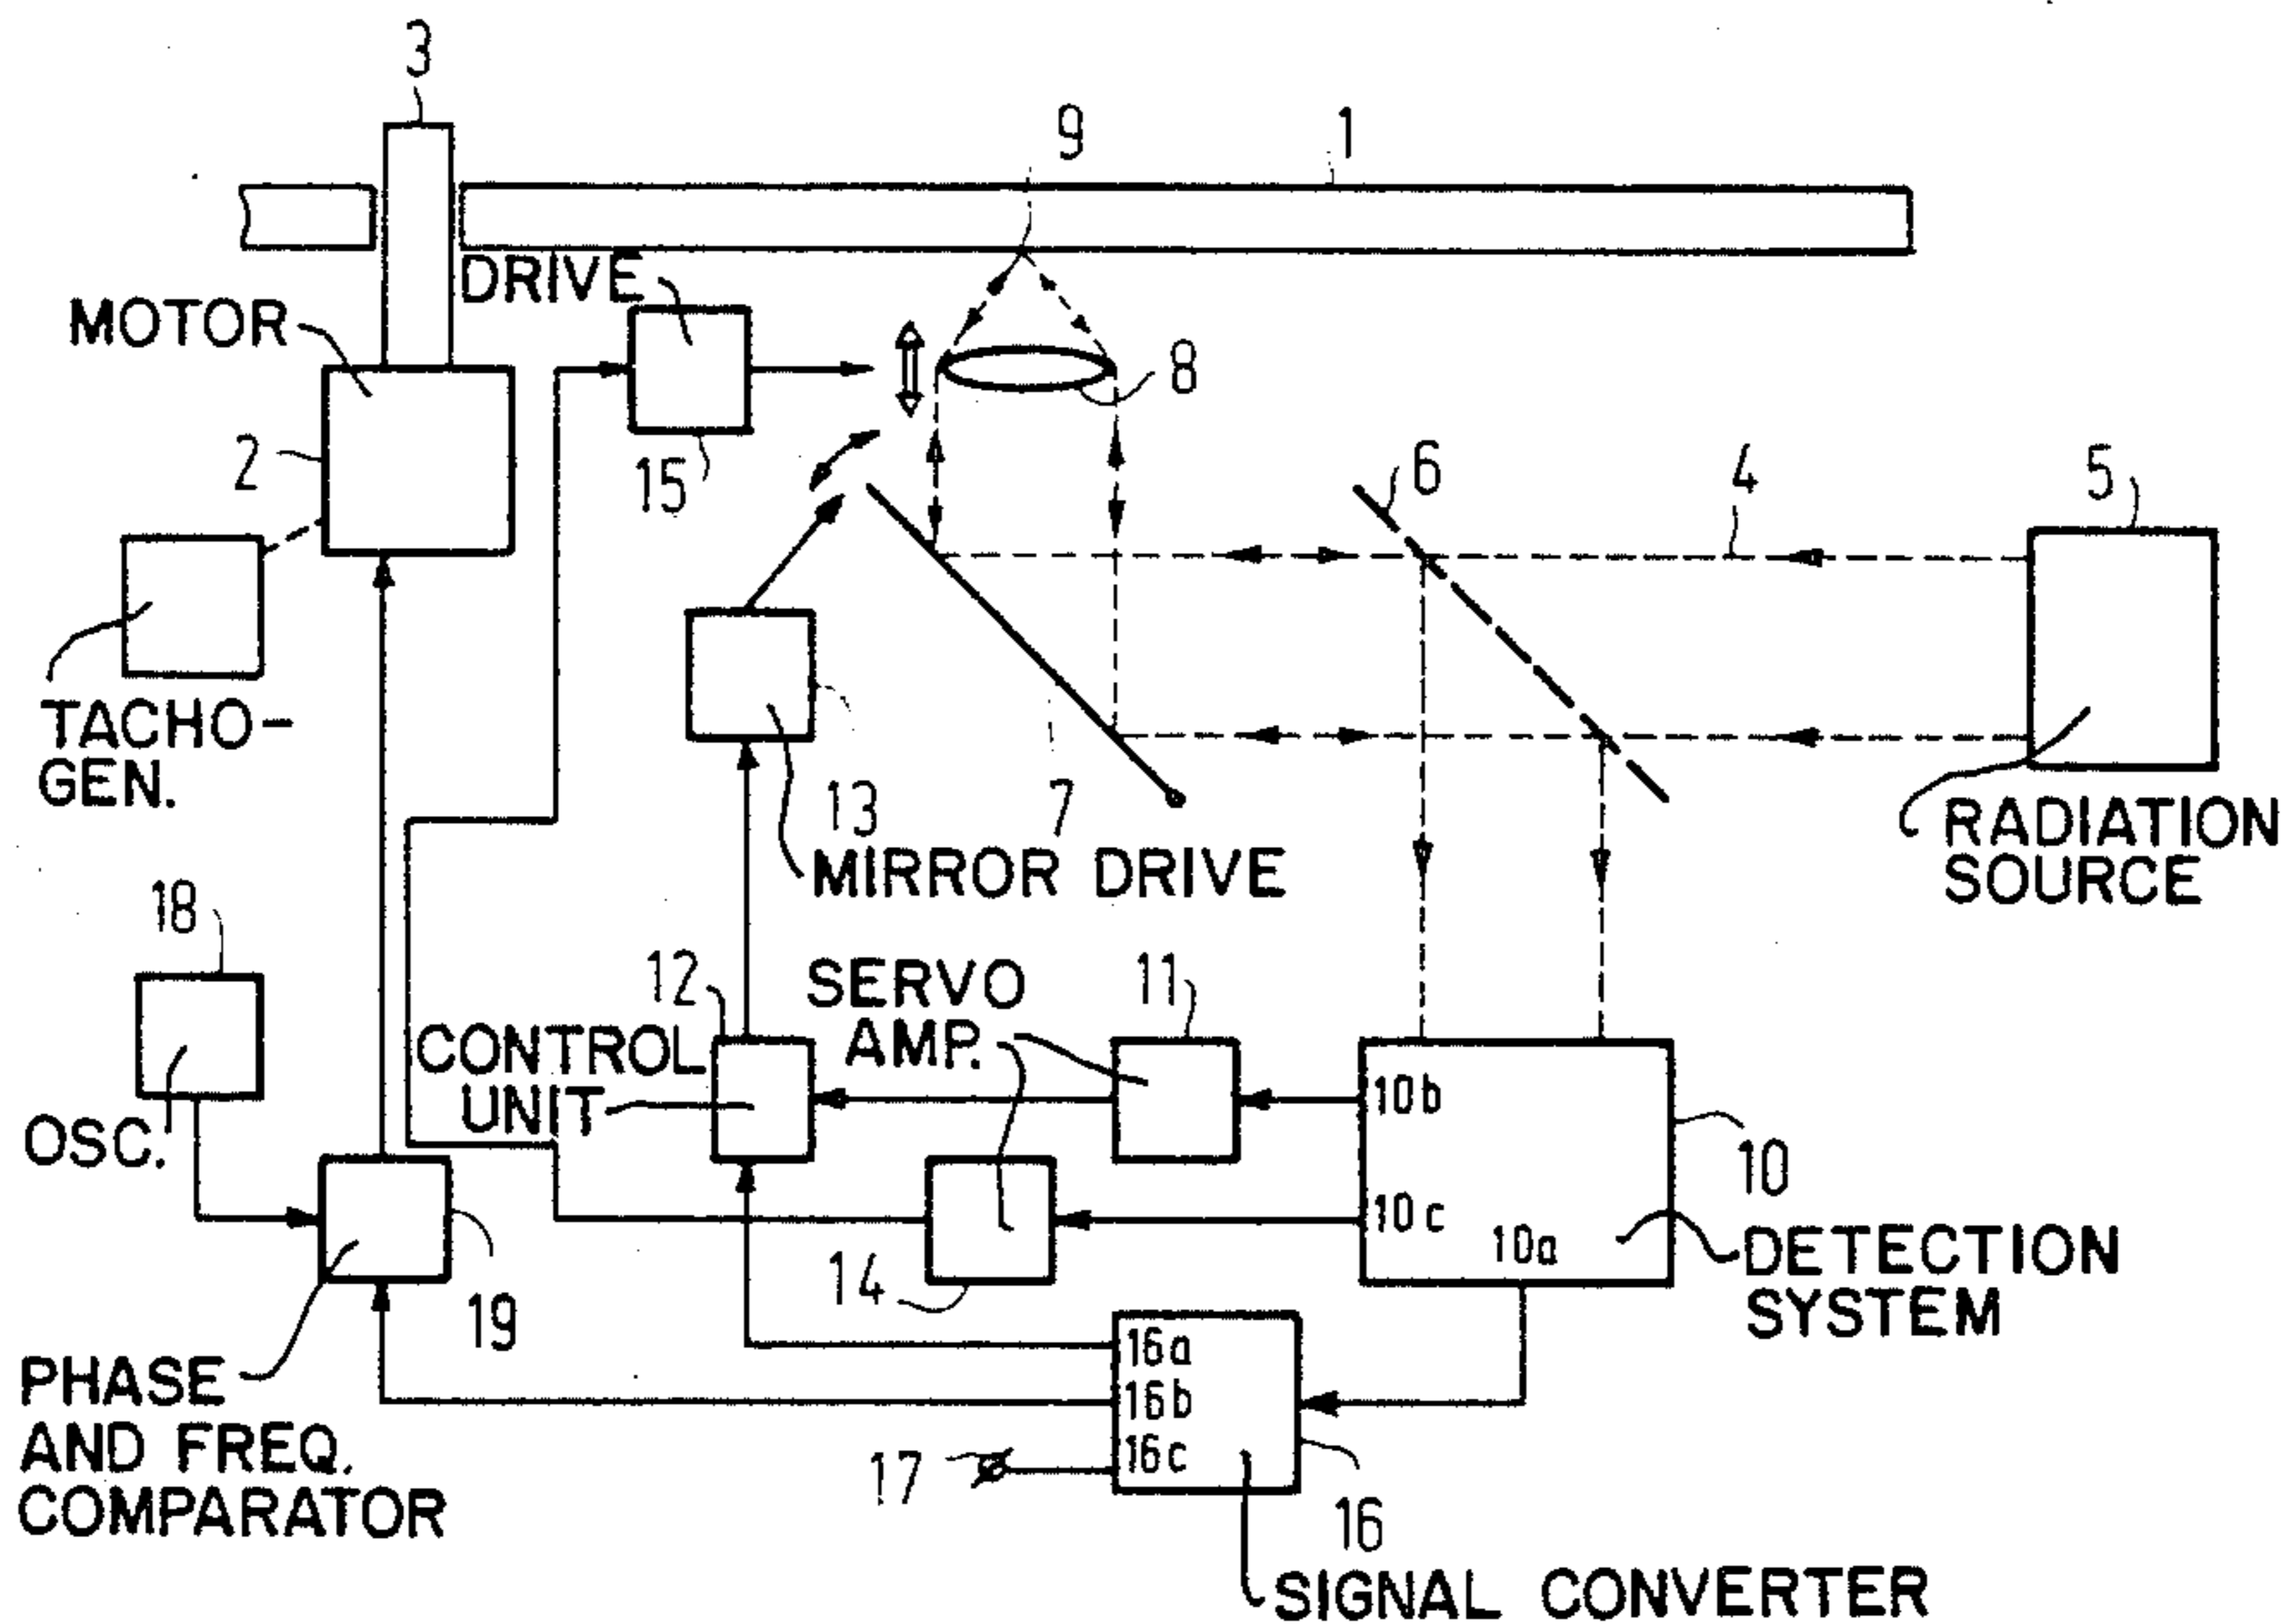 3
9
1
DRIVE
MOTOR
8
2
15
6
4
5
TACHO-
GEN.
13
7
MIRROR DRIVE
RADIATION
SOURCE
18
12
SERVO
AMP.
11
CONTROL
UNIT
10b
OSC.
10
10c
10a
DETECTION
SYSTEM
19
14
16a
PHASE
AND FREQ.
COMPARATOR
16b
16c
17
16
SIGNAL CONVERTER